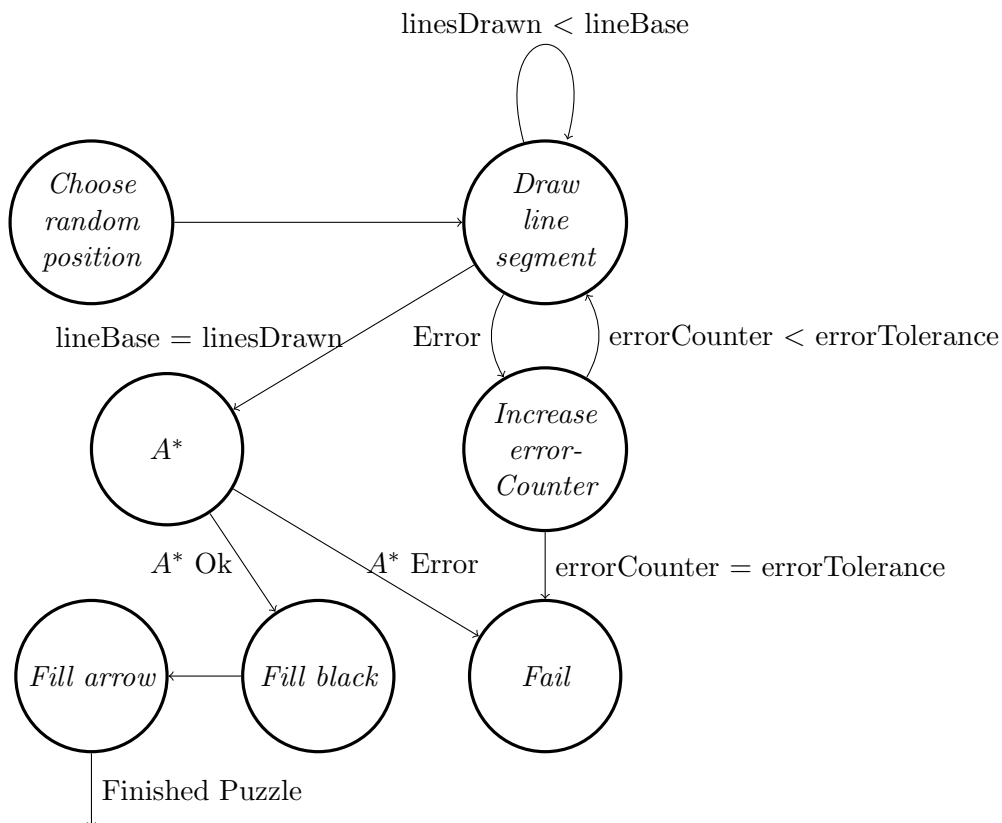 linesDrawn < lineBase
Choose
random
position
Draw
line
segment
lineBase = linesDrawn
Error
errorCounter < errorTolerance
A*
Increase
error-
Counter
A* Ok
A* Error
errorCounter = errorTolerance
Fill arrow
Fill black
Fail
Finished Puzzle